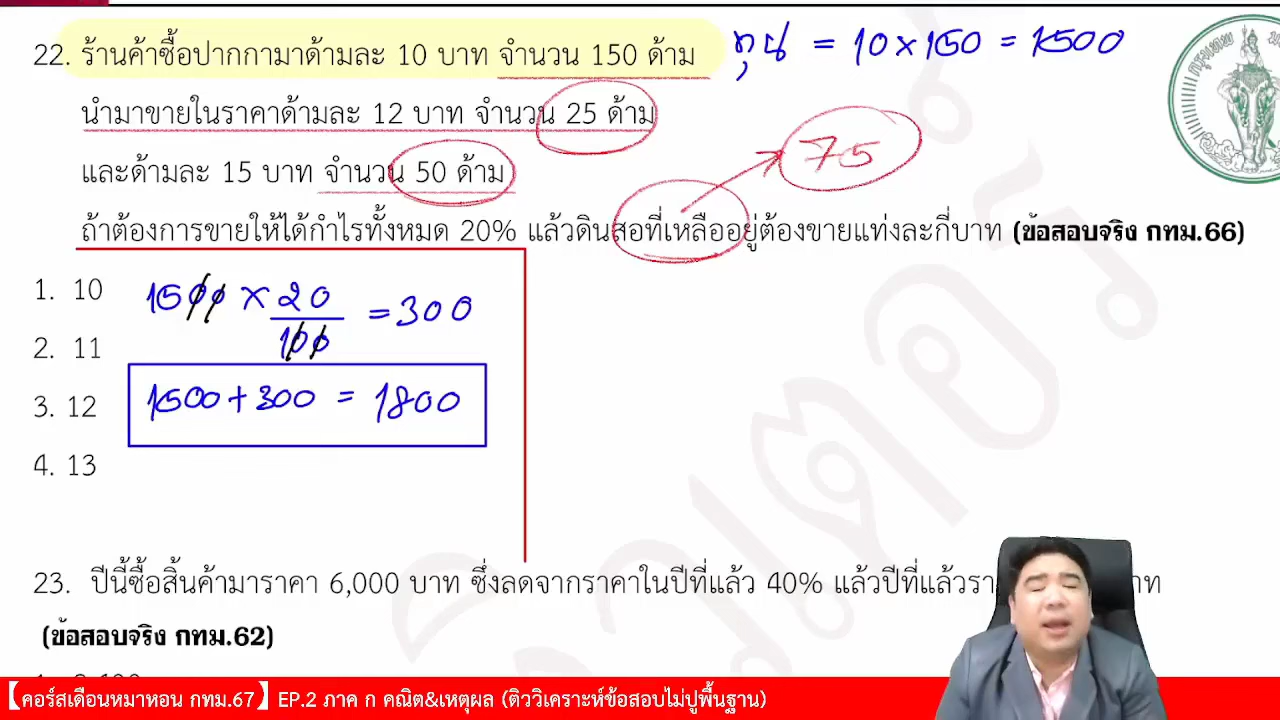 22. ร้านค้าซื้อปากกามาด้ามละ 10 บาท จำนวน 150 ด้าม ทุน = 10×150 = 1500
นำมาขายในราคาด้ามละ 12 บาท จำนวน 25 ด้าม
75
และด้ามละ 15 บาท จำนวน 50 ด้าม
ถ้าต้องการขายให้ได้กำไรทั้งหมด 20% แล้วดินสอที่เหลืออยู่ต้องขายแท่งละกี่บาท (ข้อสอบจริง กทม.66)
1. 10
1500 × 20/100 = 300
2. 11
3. 12
1500+300 = 1800
4. 13
23. ปีนี้ซื้อสิ้นค้ามาราคา 6,000 บาท ซึ่งลดจากราคาในปีที่แล้ว 40% แล้วปีที่แล้วรา
(ข้อสอบจริง กทม.62)
【คอร์สเดือนหมาหอน กทม.67】 EP.2 ภาค ก คณิต&เหตุผล (ติววิเคราะห์ข้อสอบไม่ปูพื้นฐาน)